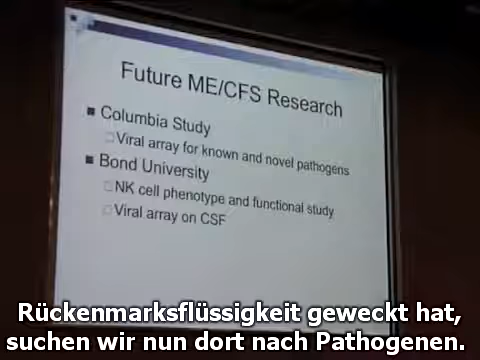 Future ME/CFS Research
Columbia Study
Viral array for known and novel pathogens
Bond University
NK cell phenotype and functional study
Viral array on CSF
Rückenmarksflüssigkeit geweckt hat,
suchen wir nun dort nach Pathogenen.